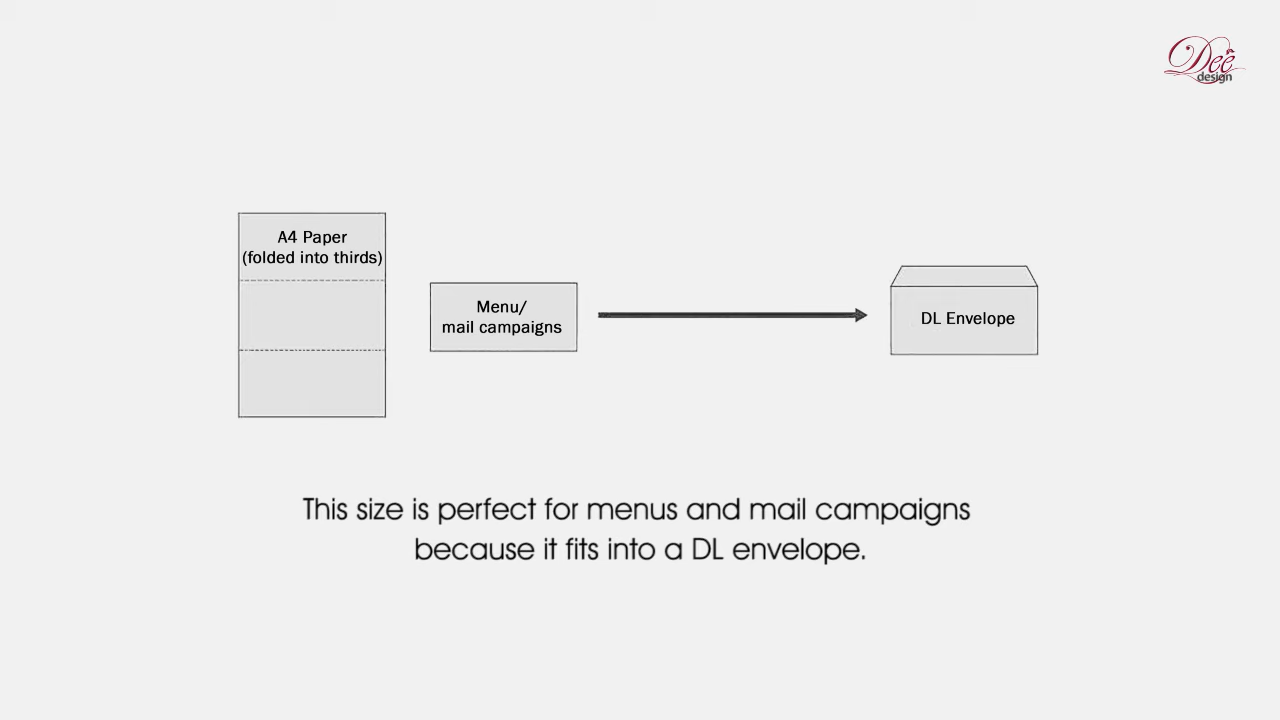 Dee
design
A4 Paper
(folded into thirds)
Menu/
mail campaigns
DL Envelope
This size is perfect for menus and mail campaigns
because it fits into a DL envelope.